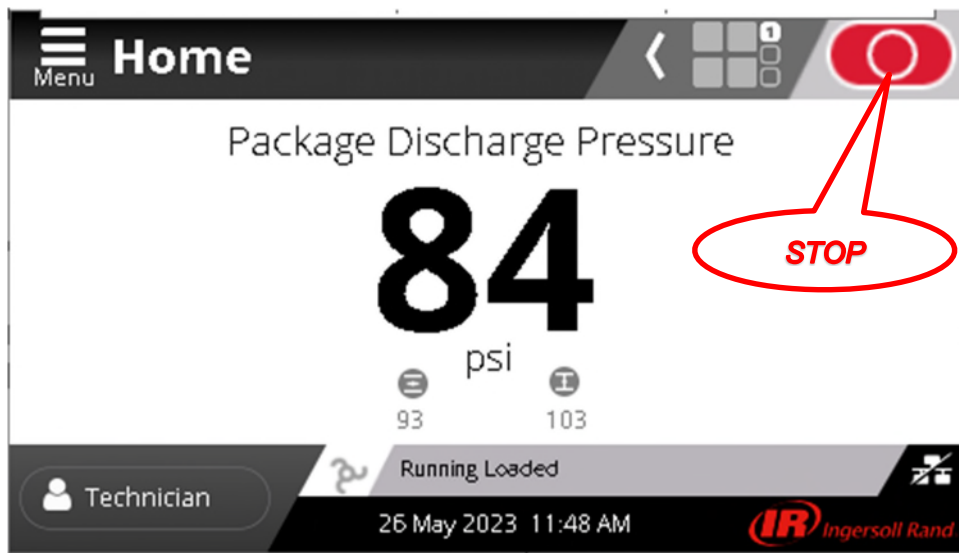 Home
Menu
1
Package Discharge Pressure
84
STOP
psi
93 103
Running Loaded
Technician
26 May 2023 11:48 AM
IR Ingersoll Rand